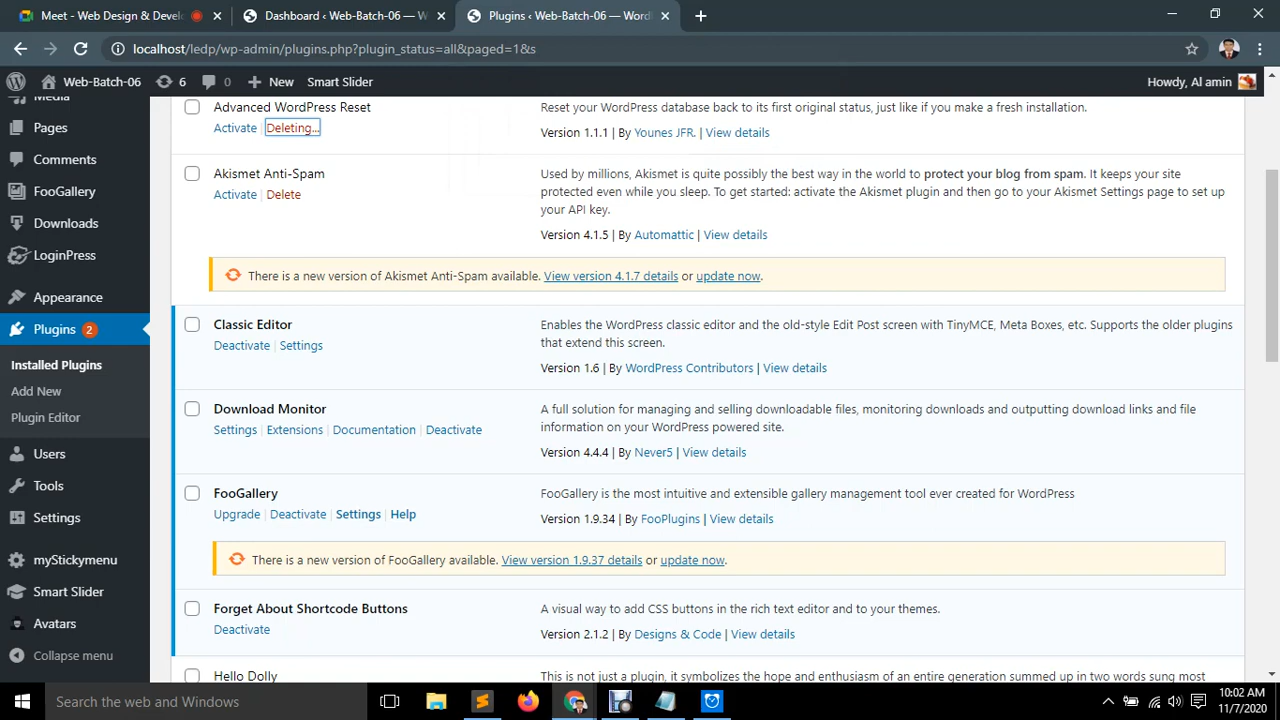 Meet - Web Design & Devel
Dashboard ‹ Web-Batch-06 — W
Plugins ‹ Web-Batch-06 — Word
localhost/ledp/wp-admin/plugins.php?plugin_status=all&paged=1&s
Web-Batch-06
6
0
New
Smart Slider
Howdy, Al amin
Media
Pages
Comments
FooGallery
Downloads
LoginPress
Appearance
Plugins 2
Installed Plugins
Add New
Plugin Editor
Users
Tools
Settings
myStickymenu
Smart Slider
Avatars
Collapse menu
Advanced WordPress Reset
Activate | Deleting...
Reset your WordPress database back to its first original status, just like if you make a fresh installation.
Version 1.1.1 | By Younes JFR. | View details
Akismet Anti-Spam
Activate | Delete
Used by millions, Akismet is quite possibly the best way in the world to protect your blog from spam. It keeps your site
protected even while you sleep. To get started: activate the Akismet plugin and then go to your Akismet Settings page to set up
your API key.
Version 4.1.5 | By Automattic | View details
There is a new version of Akismet Anti-Spam available. View version 4.1.7 details or update now.
Classic Editor
Deactivate | Settings
Enables the WordPress classic editor and the old-style Edit Post screen with TinyMCE, Meta Boxes, etc. Supports the older plugins
that extend this screen.
Version 1.6 | By WordPress Contributors | View details
Download Monitor
Settings | Extensions | Documentation | Deactivate
A full solution for managing and selling downloadable files, monitoring downloads and outputting download links and file
information on your WordPress powered site.
Version 4.4.4 | By Never5 | View details
FooGallery
Upgrade | Deactivate | Settings | Help
FooGallery is the most intuitive and extensible gallery management tool ever created for WordPress
Version 1.9.34 | By FooPlugins | View details
There is a new version of FooGallery available. View version 1.9.37 details or update now.
Forget About Shortcode Buttons
Deactivate
A visual way to add CSS buttons in the rich text editor and to your themes.
Version 2.1.2 | By Designs & Code | View details
Hello Dolly
This is not just a plugin, it symbolizes the hope and enthusiasm of an entire generation summed up in two words sung most
Search the web and Windows
10:02 AM
11/7/2020